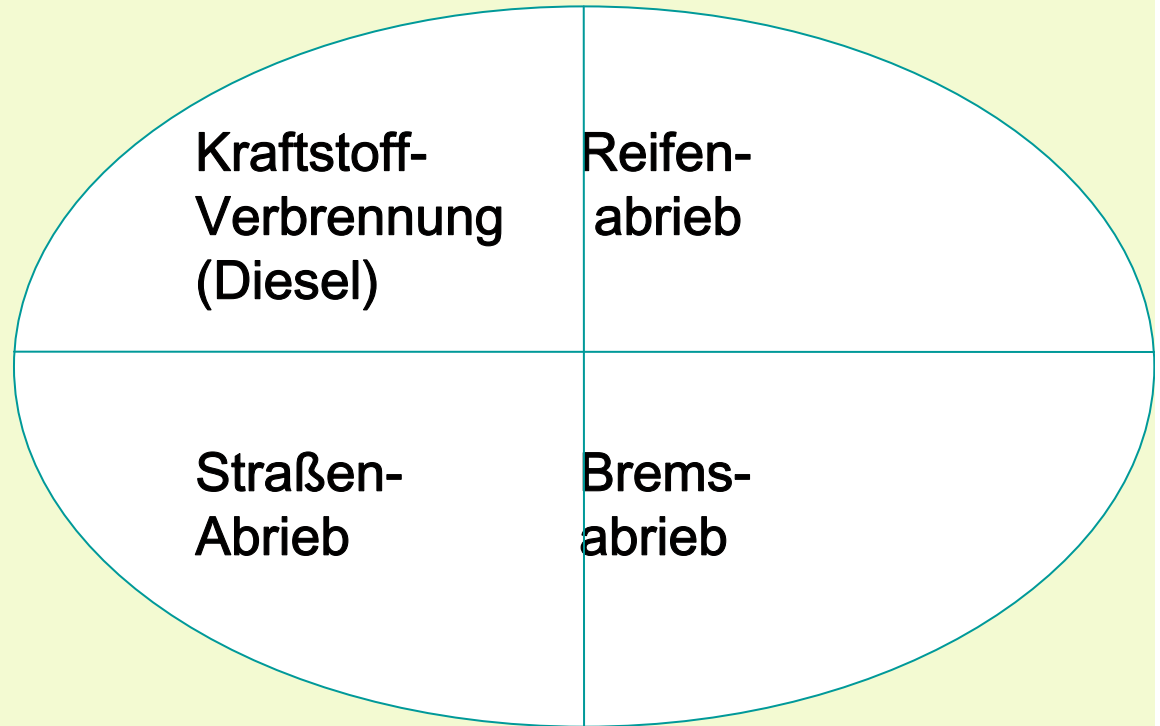 Kraftstoff-
Verbrennung
(Diesel)
Reifen-
abrieb
Straßen-
Abrieb
Brems-
abrieb